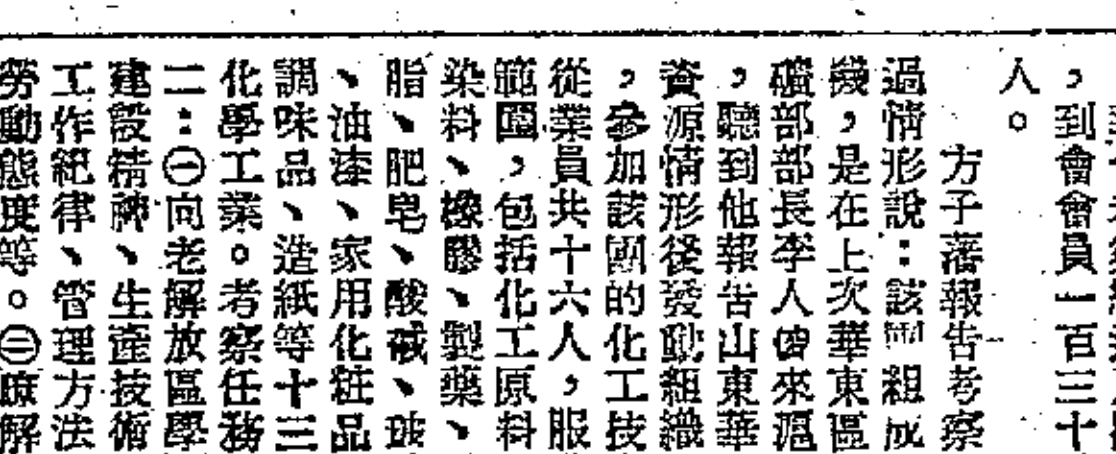 ，到會會員一百三十
人。
方子藩報告考察
過情形說：該團組成
機，是在上次華東區
礦部部長李人俊來滬
，聽到他報告山東華
資源情形後發動組織
，參加該團的化工技
從業員共十六人，服
範圍，包括化工原料
染料、橡膠、製藥、
脂、肥皂、酸碱、玻
、油漆、家用化粧品
調味品、造紙等十三
化學工業。考察任務
二：㊀向老解放區學
建設精神、生產技術
工作紀律、管理方法
勞動態度等。㊁瞭解